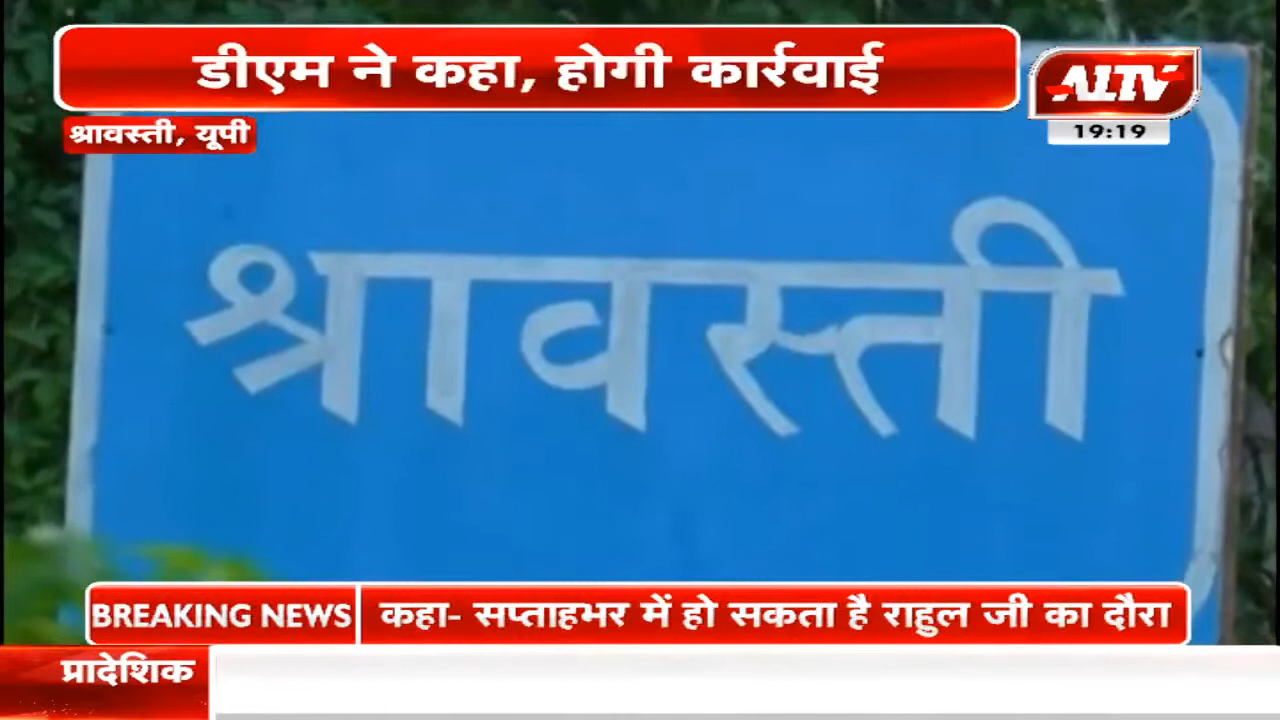 डीएम ने कहा, होगी कार्रवाई
ALTV
श्रावस्ती, यूपी
19:19
श्रावस्ती
BREAKING NEWS
कहा- सप्ताहभर में हो सकता है राहुल जी का दौरा
प्रादेशिक